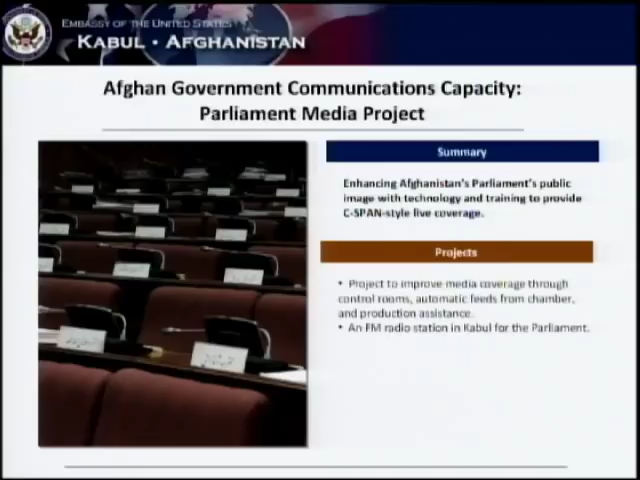 EMBASSY OF THE UNITED STATES
KABUL • AFGHANISTAN
Afghan Government Communications Capacity:
Parliament Media Project
Summary
Enhancing Afghanistan's Parliament's public
image with technology and training to provide
C-SPAN-style live coverage.
Projects
• Project to improve media coverage through
control rooms, automatic feeds from chamber,
and production assistance.
• An FM radio station in Kabul for the Parliament.